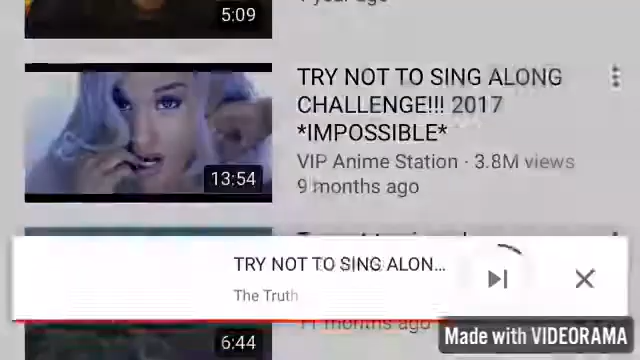 5:09
TRY NOT TO SING ALONG
CHALLENGE!!! 2017
*IMPOSSIBLE*
VIP Anime Station · 3.8M views
9 months ago
13:54
TRY NOT TO SING ALON...
The Truth
11 months ago
6:44
Made with VIDEORAMA